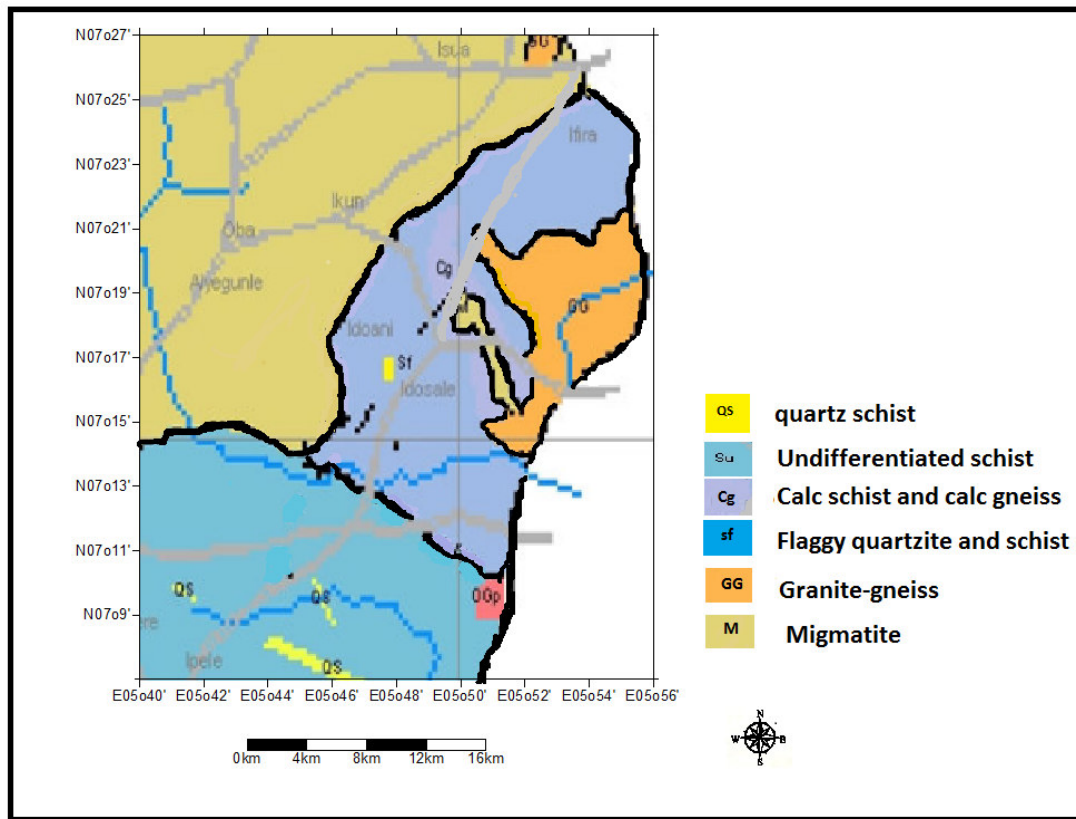 N07o27'
N07o25'
N07o23'
N07o21'
N07o19'
N07o17'
N07o15'
N07o13'
N07o11'
N07o9'
GG
Isua
Ifira
Ikun
Oba
Cg
Awegunle
GG
M
Idoani
Sf
Idosale
QS
Qs
OGp
ere
Ipele
QS
E05o40'
E05o42'
E05o44'
E05o46'
E05o48'
E05o50'
E05o52'
E05o54'
E05o56'
0km
4km
8km
12km
16km
QS quartz schist
Su Undifferentiated schist
Cg Calc schist and calc gneiss
sf Flaggy quartzite and schist
GG Granite-gneiss
M Migmatite
N
W
E
S